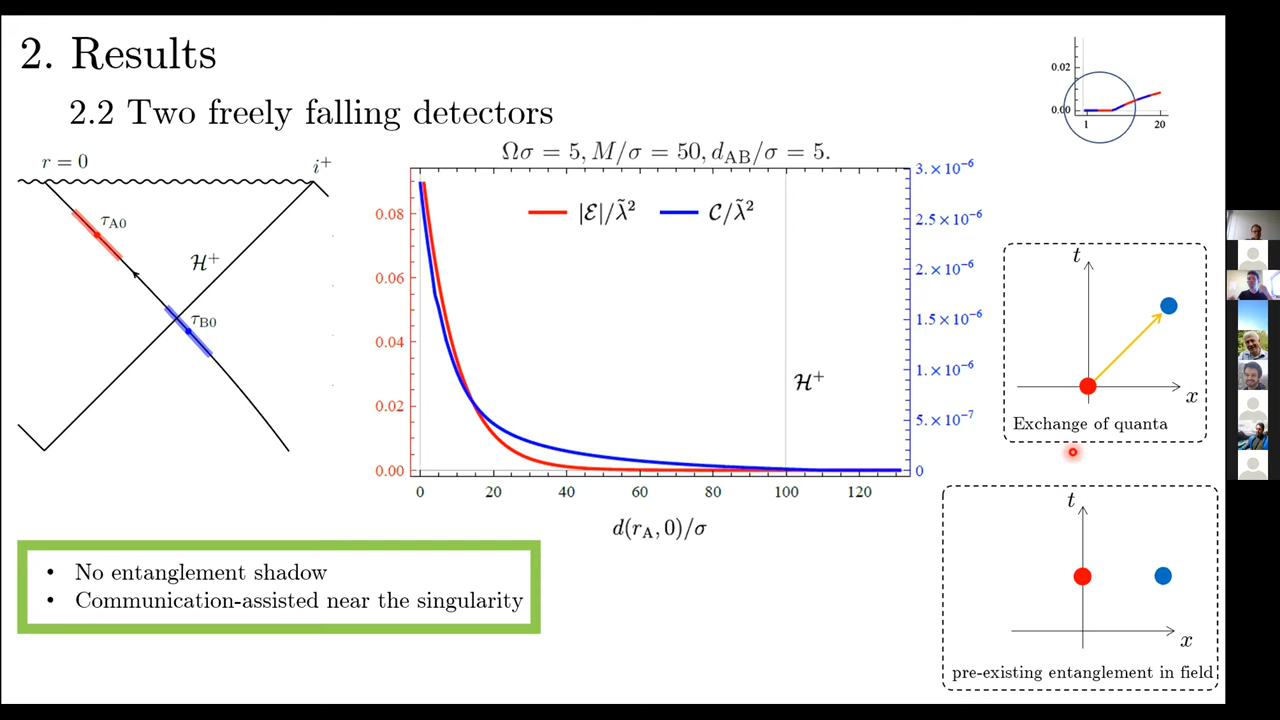 2. Results
2.2 Two freely falling detectors
0.02
0.00
1 20
r = 0
i⁺
τ_A0
H⁺
τ_B0
Ωσ = 5, M/σ = 50, d_AB/σ = 5.
|ℰ|/λ̃² 𝒞/λ̃²
0.08
0.06
0.04
0.02
0.00
3.×10⁻⁶
2.5×10⁻⁶
2.×10⁻⁶
1.5×10⁻⁶
1.×10⁻⁶
5.×10⁻⁷
0
H⁺
0 20 40 60 80 100 120
d(r_A, 0)/σ
t
x
Exchange of quanta
t
x
pre-existing entanglement in field
• No entanglement shadow
• Communication-assisted near the singularity